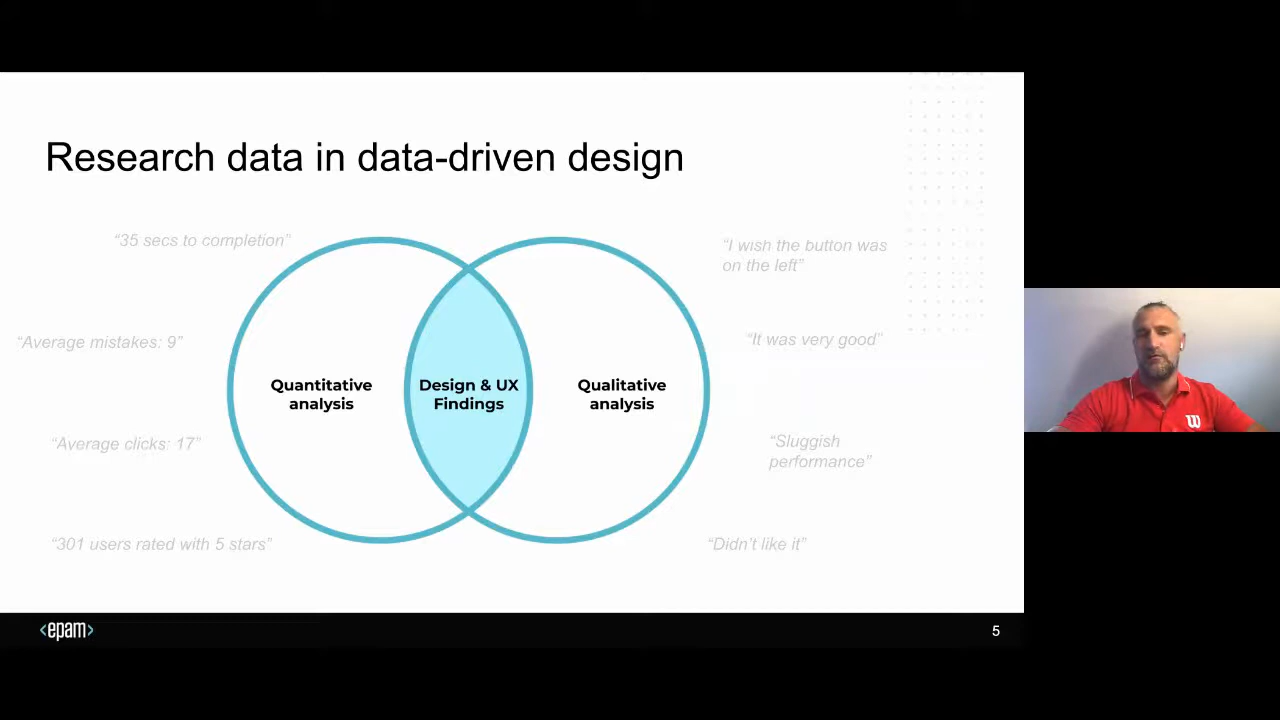 Research data in data-driven design
“35 secs to completion”
“I wish the button was
on the left”
“Average mistakes: 9”
“It was very good”
Quantitative
analysis
Design & UX
Findings
Qualitative
analysis
“Average clicks: 17”
“Sluggish
performance”
“301 users rated with 5 stars”
“Didn’t like it”
<epam>
5
W